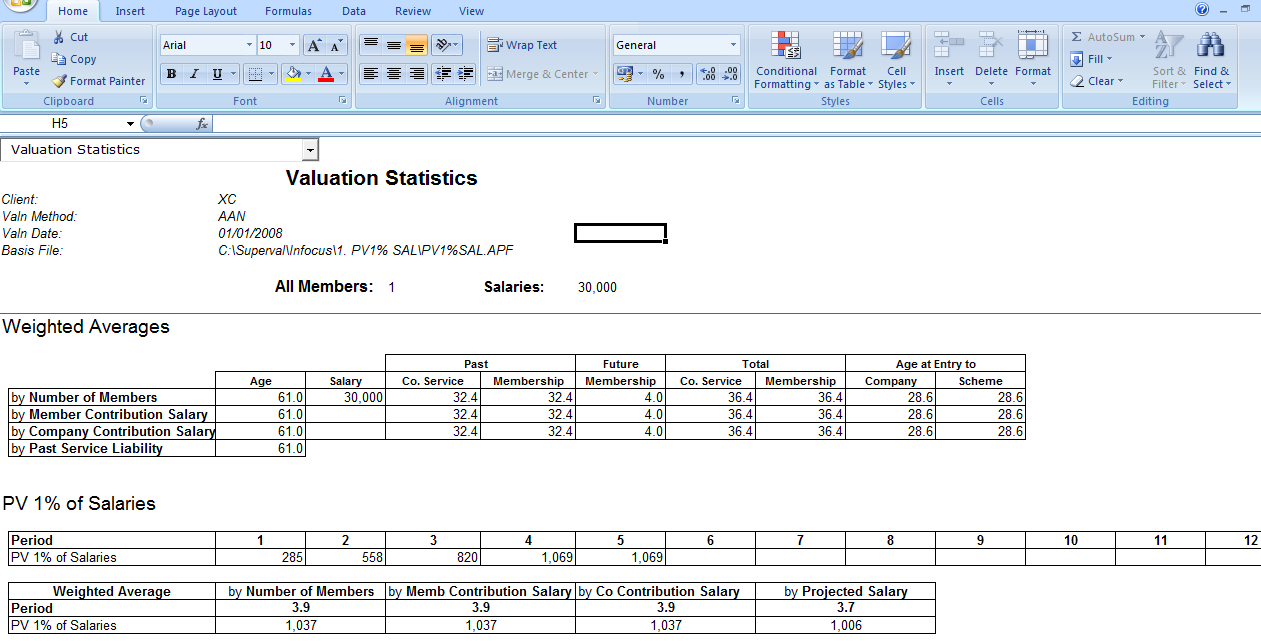 Home Insert Page Layout Formulas Data Review View
Paste Cut Copy Format Painter
Clipboard
Arial 10 A A
B I U A
Font
Wrap Text
Merge & Center
Alignment
General
% ,
Number
Conditional Formatting Format as Table Cell Styles
Styles
Insert Delete Format
Cells
Σ AutoSum Fill Clear Sort & Filter Find & Select
Editing
H5 fx
Valuation Statistics
Valuation Statistics
Client: XC
Valn Method: AAN
Valn Date: 01/01/2008
Basis File: C:\Superval\Infocus\1. PV1% SAL\PV1%SAL.APF
All Members: 1 Salaries: 30,000
Weighted Averages
Past Future Total Age at Entry to
Age Salary Co. Service Membership Membership Co. Service Membership Company Scheme
by Number of Members 61.0 30,000 32.4 32.4 4.0 36.4 36.4 28.6 28.6
by Member Contribution Salary 61.0 32.4 32.4 4.0 36.4 36.4 28.6 28.6
by Company Contribution Salary 61.0 32.4 32.4 4.0 36.4 36.4 28.6 28.6
by Past Service Liability 61.0
PV 1% of Salaries
Period 1 2 3 4 5 6 7 8 9 10 11 12
PV 1% of Salaries 285 558 820 1,069 1,069
Weighted Average by Number of Members by Memb Contribution Salary by Co Contribution Salary by Projected Salary
Period 3.9 3.9 3.9 3.7
PV 1% of Salaries 1,037 1,037 1,037 1,006